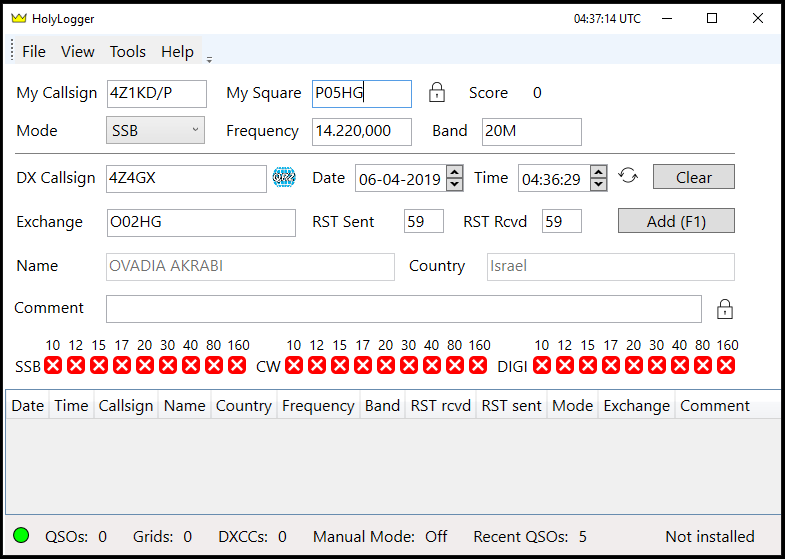 HolyLogger 04:37:14 UTC
File View Tools Help
My Callsign 4Z1KD/P My Square P05HG Score 0
Mode SSB Frequency 14.220,000 Band 20M
DX Callsign 4Z4GX Date 06-04-2019 Time 04:36:29 Clear
Exchange O02HG RST Sent 59 RST Rcvd 59 Add (F1)
Name OVADIA AKRABI Country Israel
Comment
10 12 15 17 20 30 40 80 160 10 12 15 17 20 30 40 80 160 10 12 15 17 20 30 40 80 160
SSB CW DIGI
Date Time Callsign Name Country Frequency Band RST rcvd RST sent Mode Exchange Comment
QSOs: 0 Grids: 0 DXCCs: 0 Manual Mode: Off Recent QSOs: 5 Not installed